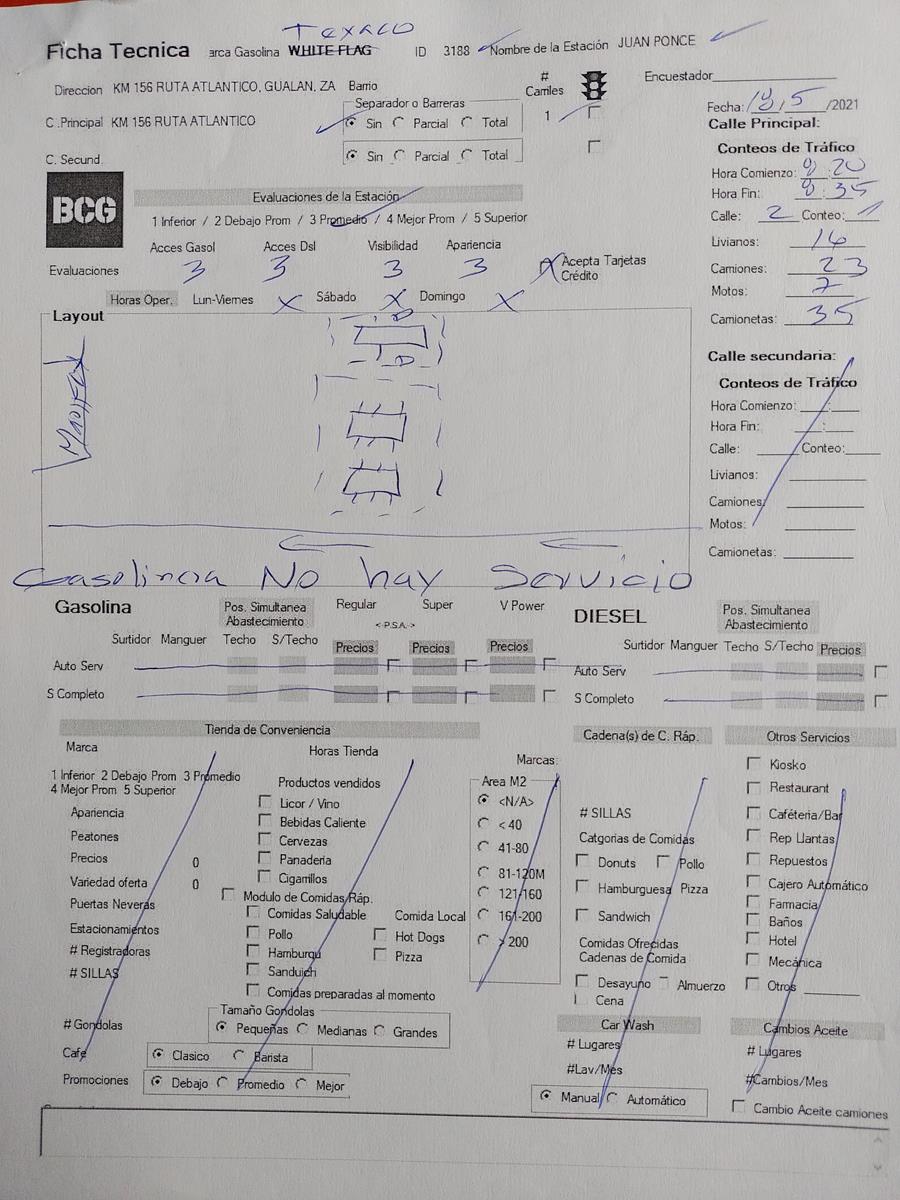 Texaco
Ficha Tecnica arca Gasolina WHITE FLAG ID 3188 Nombre de la Estación JUAN PONCE
Direccion KM 156 RUTA ATLANTICO, GUALAN, ZA Barrio # Carriles Encuestador
Separador o Barreras
Fecha: 18/5/2021
C .Principal KM 156 RUTA ATLANTICO Sin Parcial Total 1
Calle Principal:
C. Secund. Sin Parcial Total
Conteos de Tráfico
Hora Comienzo: 8:20
Hora Fin: 8:35
BCG
Evaluaciones de la Estación
1 Inferior / 2 Debajo Prom / 3 Promedio / 4 Mejor Prom / 5 Superior
Calle: 2 Conteo: 1
Acces Gasol Acces Dsl Visibilidad Apariencia
Livianos: 14
Evaluaciones 3 3 3 3 X Acepta Tarjetas Crédito
Camiones: 23
Motos: 7
Horas Oper. Lun-Viernes X Sábado X Domingo X
Camionetas: 35
Layout
D
D
Calle secundaria:
Conteos de Tráfico
Hora Comienzo: :
Hora Fin: :
Calle: Conteo:
Livianos:
Camiones:
Motos:
Camionetas:
Gasolincra No hay Servicio
Gasolina Pos. Simultanea Abastecimiento Regular Super V Power DIESEL Pos. Simultanea Abastecimiento
<-P.S.A.->
Surtidor Manguer Techo S/Techo Precios Precios Precios Surtidor Manguer Techo S/Techo Precios
Auto Serv Auto Serv
S Completo S Completo
Tienda de Conveniencia Cadena(s) de C. Ráp. Otros Servicios
Marca Horas Tienda Marcas:
1 Inferior 2 Debajo Prom 3 Promedio
4 Mejor Prom 5 Superior
Productos vendidos
Licor / Vino
Bebidas Caliente
Cervezas
Panaderia
Cigarrillos
Area M2
<N/A>
< 40
41-80
81-120M
121-160
161-200
> 200
Apariencia
Peatones
Precios 0
Variedad oferta 0
Puertas Neveras
Estacionamientos
# Registradoras
# SILLAS
Modulo de Comidas Ráp.
Comidas Saludable Comida Local
Pollo Hot Dogs
Hamburgu Pizza
Sanduich
Comidas preparadas al momento
# SILLAS
Catgorias de Comidas
Donuts Pollo
Hamburguesa Pizza
Sandwich
Comidas Ofrecidas
Cadenas de Comida
Desayuno Almuerzo
Cena
Kiosko
Restaurant
Caféteria/Bar
Rep Llantas
Repuestos
Cajero Automático
Farmacia
Baños
Hotel
Mecánica
Otros
Tamaño Gondolas
# Gondolas Pequeñas Medianas Grandes
Café Clasico Barista
Promociones Debajo Promedio Mejor
Car Wash
# Lugares
#Lav/Mes
Manual Automático
Cambios Aceite
# Lugares
#Cambios/Mes
Cambio Aceite camiones